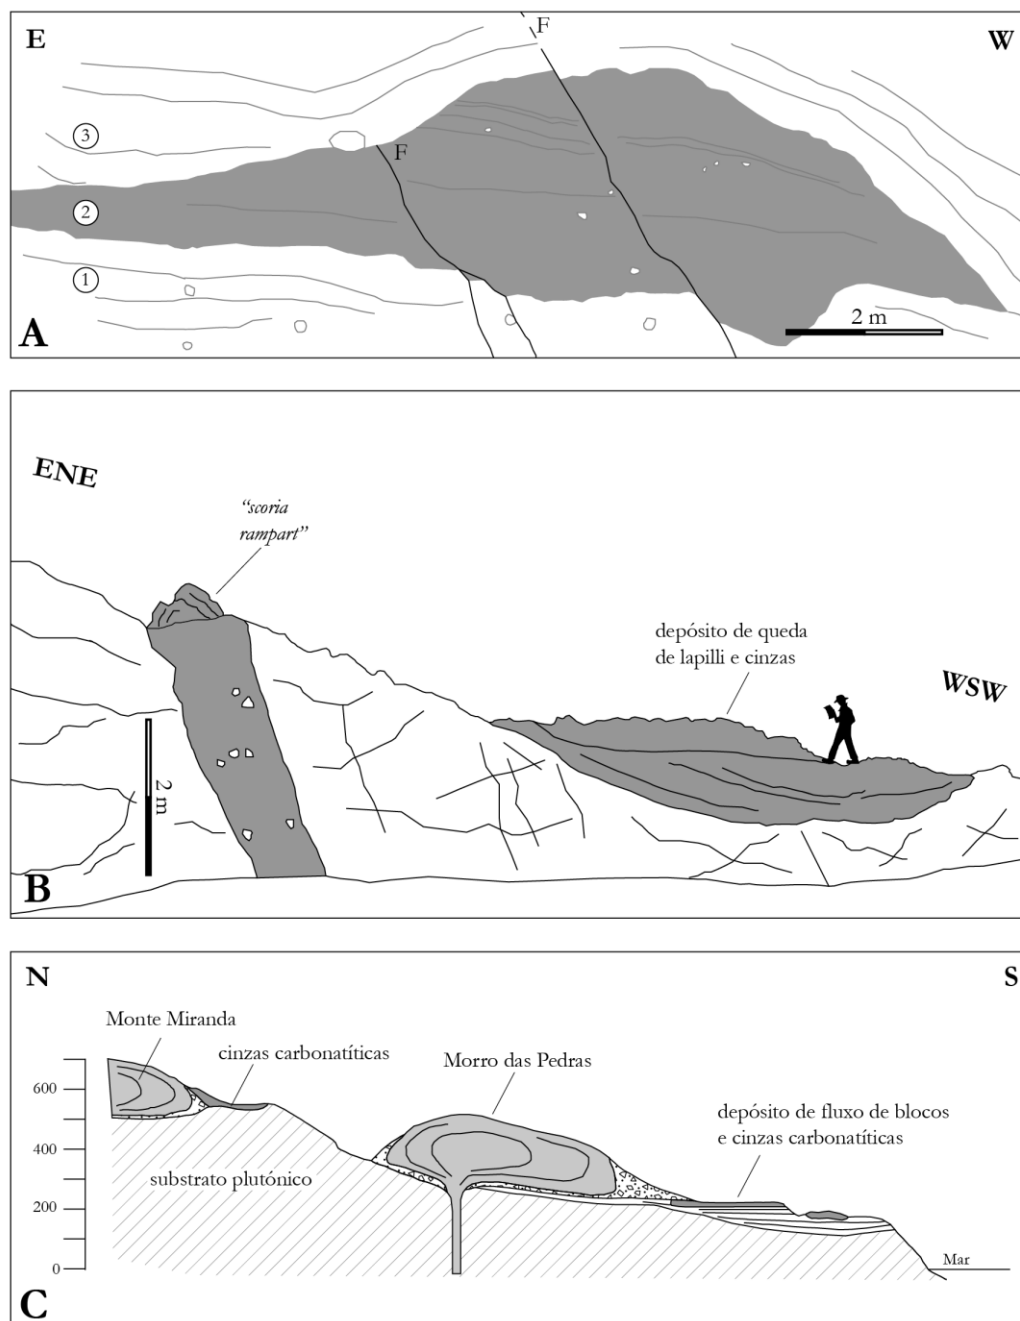 E
F
W
3
F
2
1
2 m
A
ENE
“scoria
rampart”
depósito de queda
de lapilli e cinzas
WSW
2 m
B
N
S
Monte Miranda
cinzas carbonatíticas
Morro das Pedras
600
depósito de fluxo de blocos
e cinzas carbonatíticas
400
substrato plutónico
200
Mar
0
C